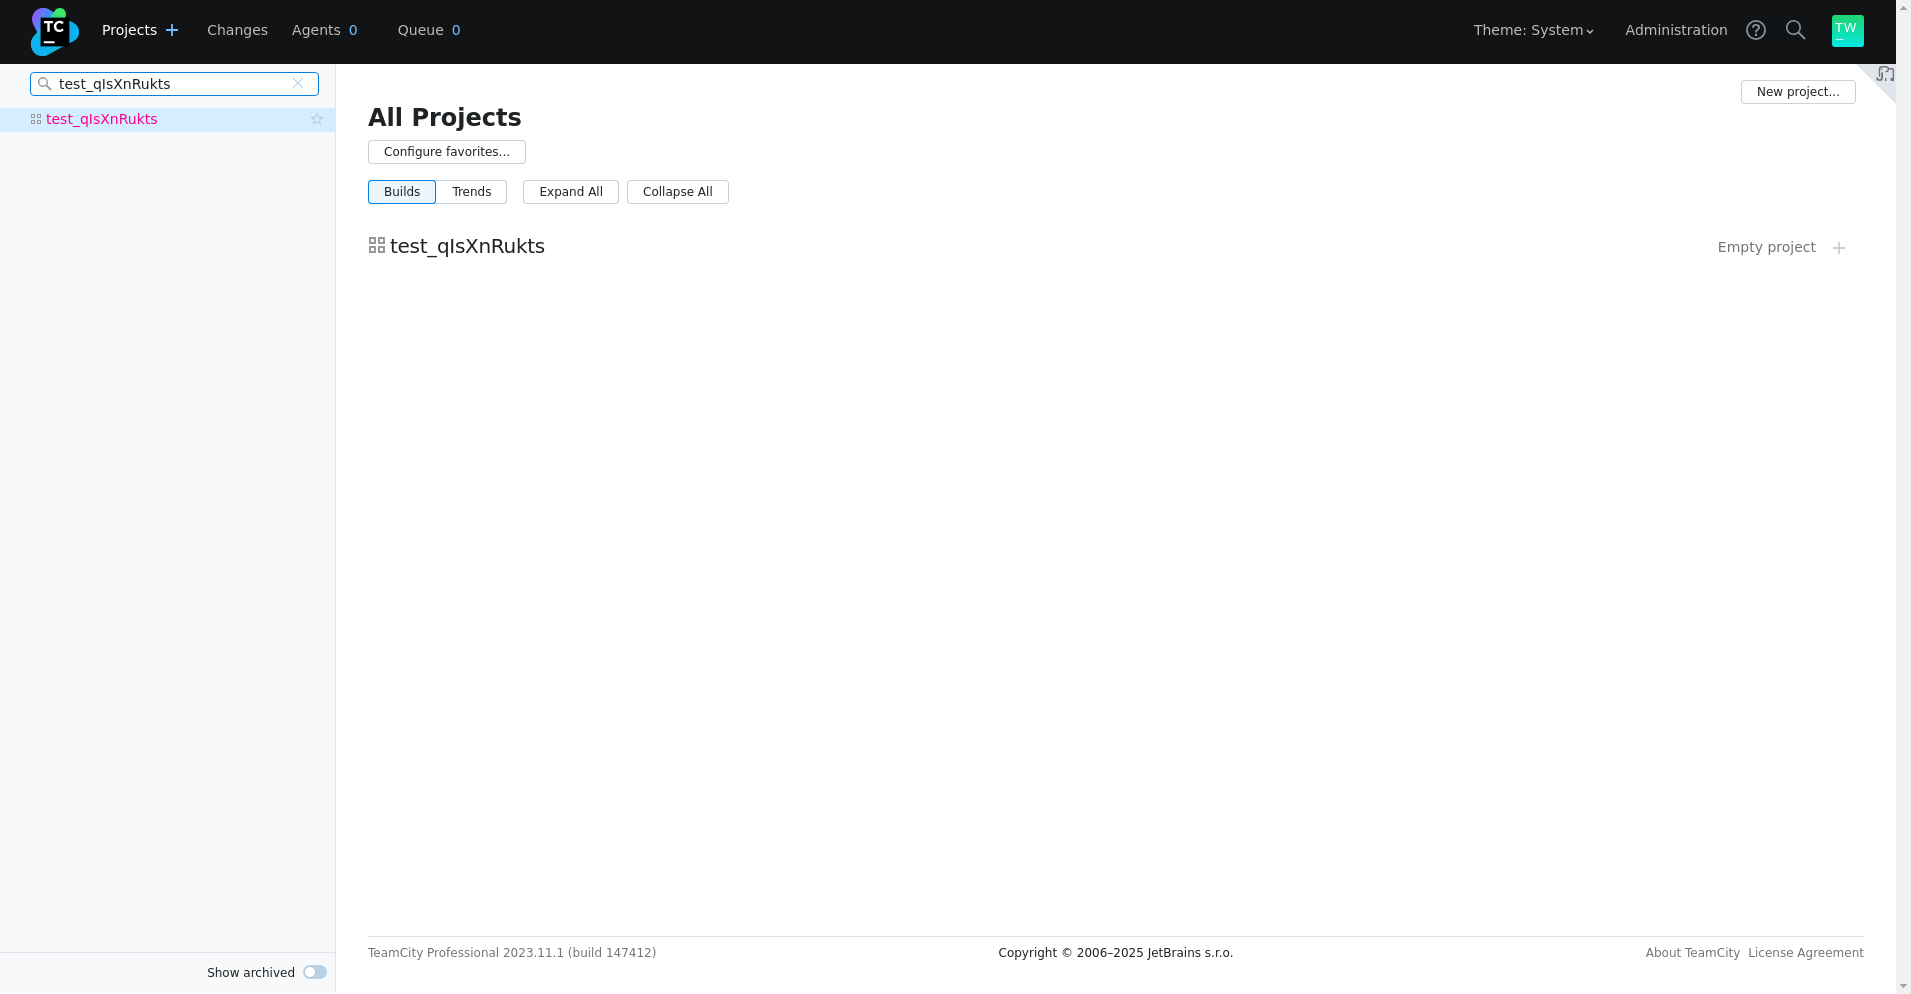 TC Projects Changes Agents 0 Queue 0 Theme: System Administration TW
test_qIsXnRukts
test_qIsXnRukts
New project...
All Projects
Configure favorites...
Builds Trends Expand All Collapse All
test_qIsXnRukts Empty project
TeamCity Professional 2023.11.1 (build 147412) Copyright © 2006–2025 JetBrains s.r.o. About TeamCity License Agreement
Show archived